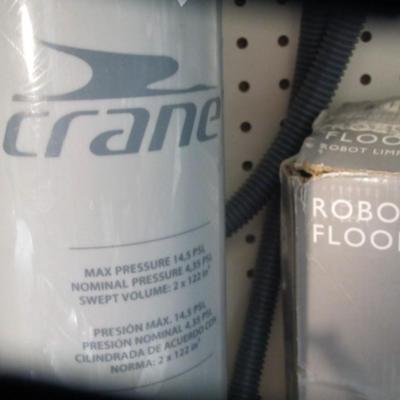 crane
MAX PRESSURE 14,5 PSI.
NOMINAL PRESSURE 4,35 PSI.
SWEPT VOLUME: 2 x 122 in³
PRESIÓN MÁX. 14,5 PSI.
PRESIÓN NOMINAL 4,35 PSI.
CILINDRADA DE ACUERDO CON
NORMA: 2 x 122 in³
FLOO
ROBOT LIMP
ROBO
FLOO